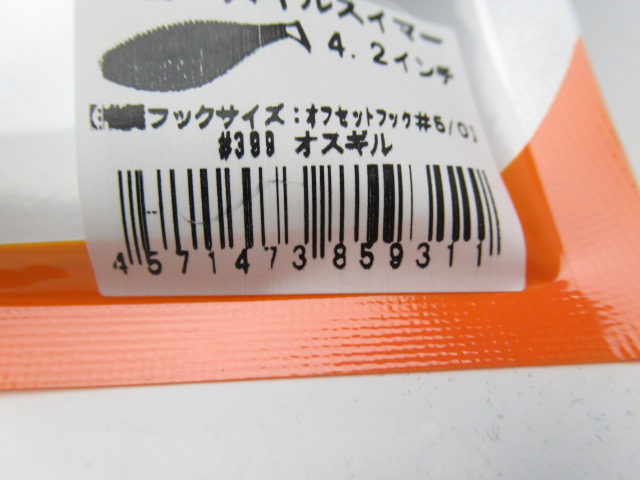 ルスイマー
4.2インチ
フックサイズ:オフセットフック#5/0】
#399 オスギル
4571473859311